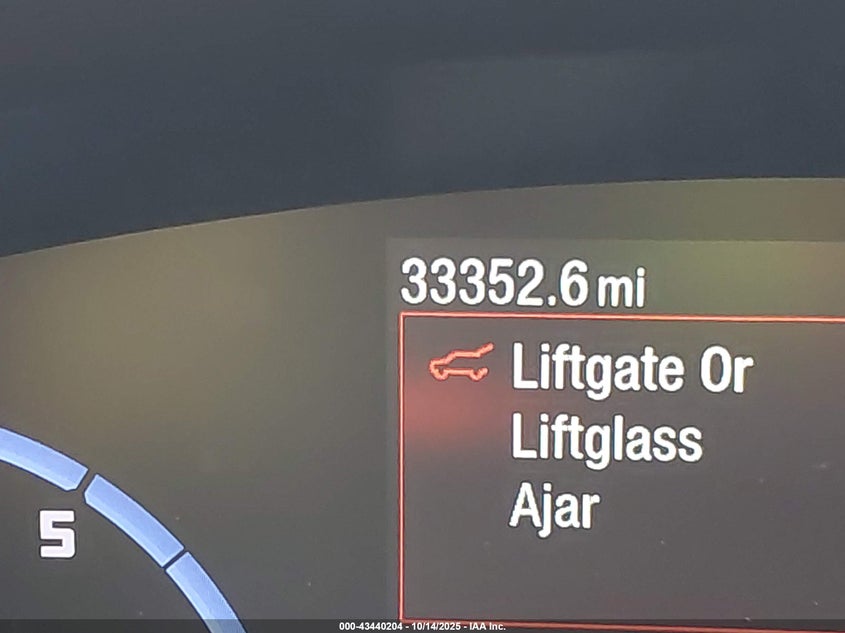 33352.6 mi
Liftgate Or
Liftglass
Ajar
5
000-43440204 - 10/14/2025 - IAA Inc.